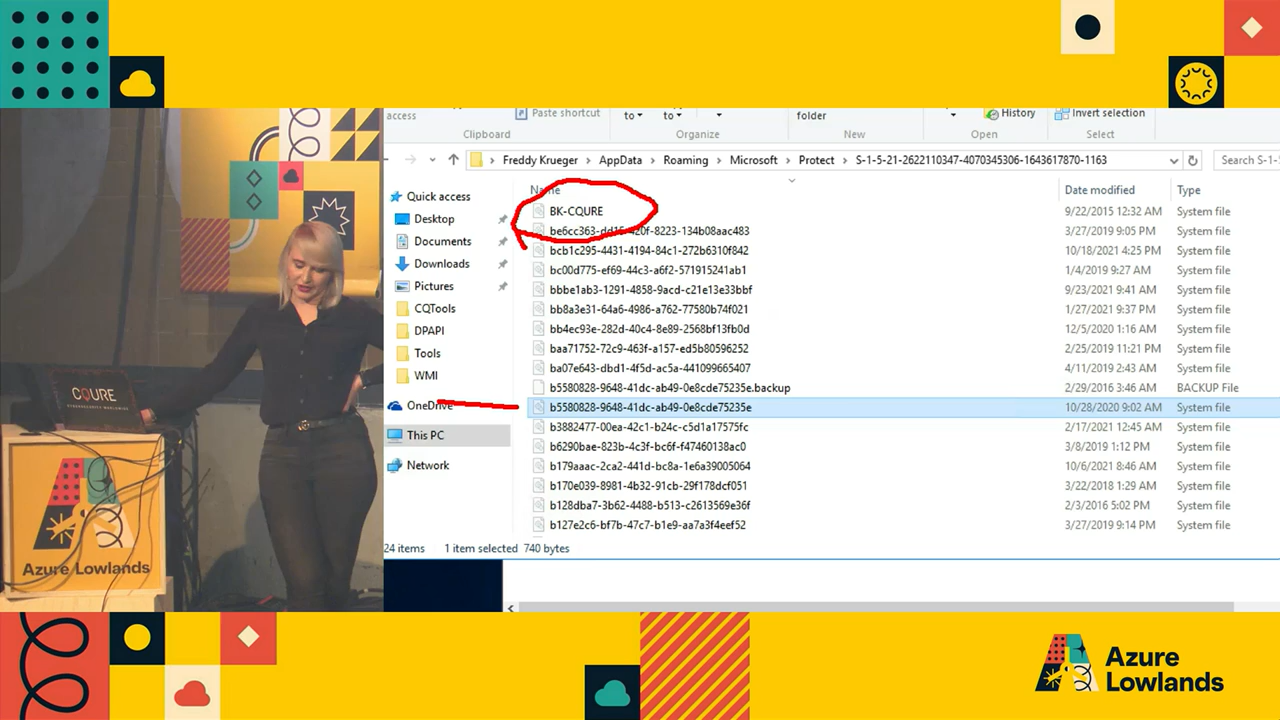 access
Paste shortcut
to
to
folder
History
Invert selection
Clipboard
Organize
New
Open
Select
Freddy Krueger > AppData > Roaming > Microsoft > Protect > S-1-5-21-2622110347-4070345306-1643617870-1163
Search S-1-5
Name
Date modified
Type
Quick access
Desktop
Documents
Downloads
Pictures
CQTools
DPAPI
Tools
WMI
OneDrive
This PC
Network
BK-CQURE 9/22/2015 12:32 AM System file
3/27/2019 9:05 PM System file
bcb1c295-4431-4194-84c1-272b6310f842 10/18/2021 4:25 PM System file
bc00d775-ef69-44c3-a6f2-571915241ab1 1/4/2019 9:27 AM System file
bbbe1ab3-1291-4858-9acd-c21e13e33bbf 9/23/2021 9:41 AM System file
bb8a3e31-64a6-4986-a762-77580b74f021 1/27/2021 9:37 PM System file
bb4ec93e-282d-40c4-8e89-2568bf13fb0d 12/5/2020 1:16 AM System file
baa71752-72c9-463f-a157-ed5b80596252 2/25/2019 11:21 PM System file
ba07e643-dbd1-4f5d-ac5a-441099665407 4/11/2019 2:43 AM System file
b5580828-9648-41dc-ab49-0e8cde75235e.backup 2/29/2016 3:46 AM BACKUP File
b5580828-9648-41dc-ab49-0e8cde75235e 10/28/2020 9:02 AM System file
b3882477-00ea-42c1-b24c-c5d1a17575fc 2/17/2021 12:45 AM System file
b6290bae-823b-4c3f-bc6f-f47460138ac0 3/8/2019 1:12 PM System file
b179aaac-2ca2-441d-bc8a-1e6a39005064 10/6/2021 8:46 AM System file
b170e039-8981-4b32-91cb-29f178dcf051 3/22/2018 1:29 AM System file
b128dba7-3b62-4488-b513-c2613569e36f 2/3/2016 5:02 PM System file
b127e2c6-bf7b-47c7-b1e9-aa7a3f4eef52 3/27/2019 9:14 PM System file
24 items 1 item selected 740 bytes
CQURE
Azure Lowlands
Azure
Lowlands